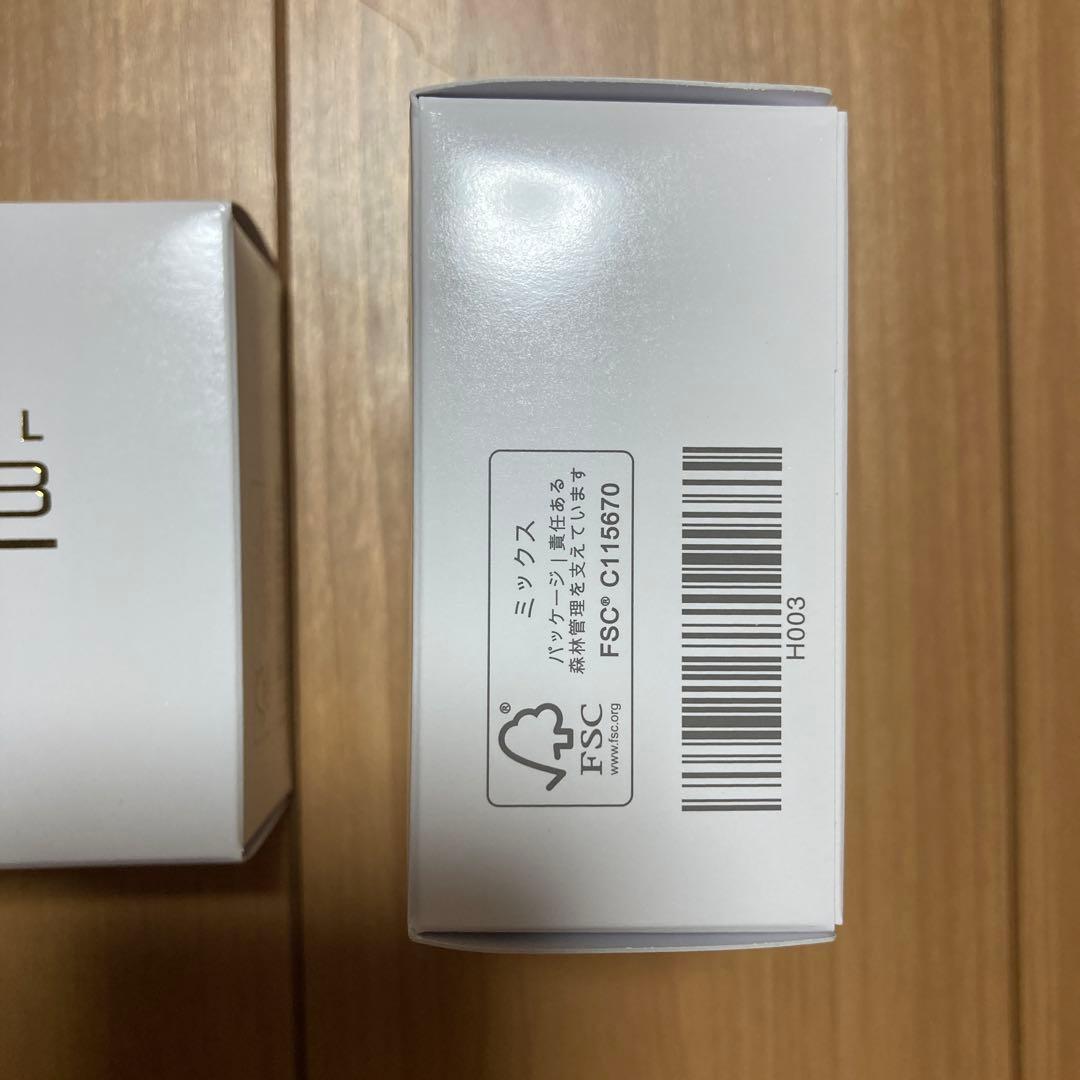 ミックス
パッケージ|責任ある
森林管理を支えています
FSC® C115670
®
FSC
www.fsc.org
H003